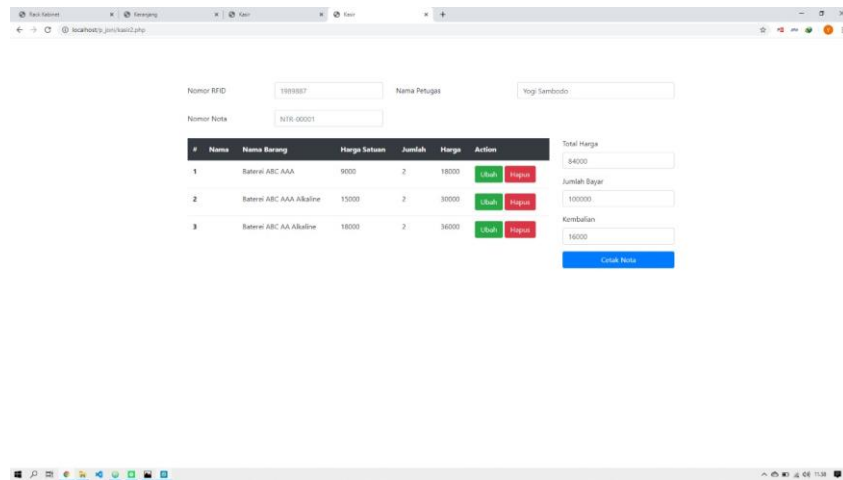 Rack Kabinet
Keranjang
Kasir
Kasir
localhost/p_join/kasir2.php
Nomor RFID 1989987 Nama Petugas Yogi Sambodo
Nomor Nota NTR-00001
# Nama Nama Barang Harga Satuan Jumlah Harga Action
1 Baterei ABC AAA 9000 2 18000 Ubah Hapus
2 Baterei ABC AAA Alkaline 15000 2 30000 Ubah Hapus
3 Baterei ABC AA Alkaline 18000 2 36000 Ubah Hapus
Total Harga
84000
Jumlah Bayar
100000
Kembalian
16000
Cetak Nota
11.38